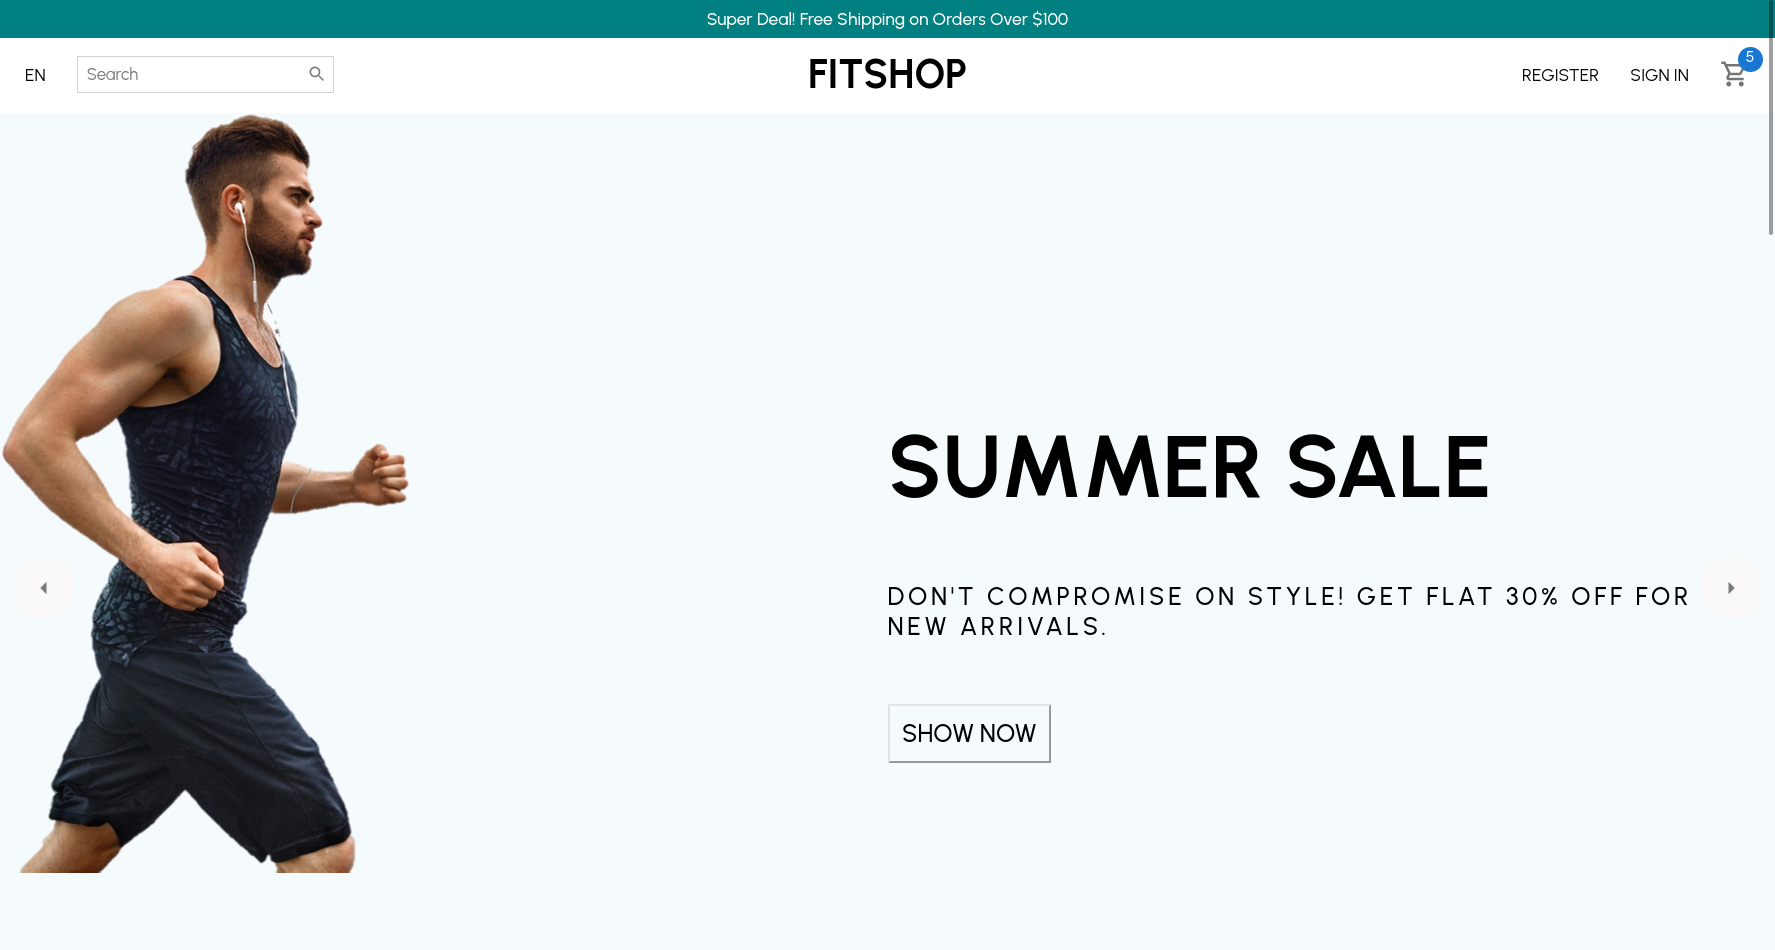 Super Deal! Free Shipping on Orders Over $100
EN
Search
FITSHOP
REGISTER
SIGN IN
5
SUMMER SALE
DON'T COMPROMISE ON STYLE! GET FLAT 30% OFF FOR
NEW ARRIVALS.
SHOW NOW